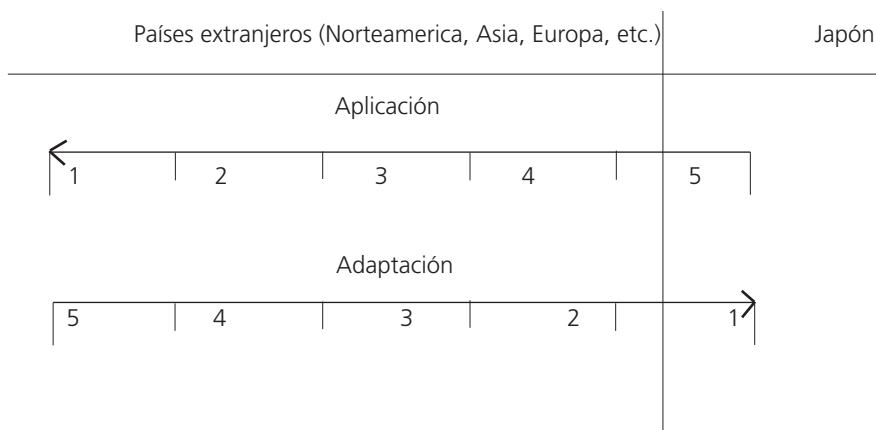 Países extranjeros (Norteamerica, Asia, Europa, etc.) Japón
Aplicación
1 2 3 4 5
Adaptación
5 4 3 2 1